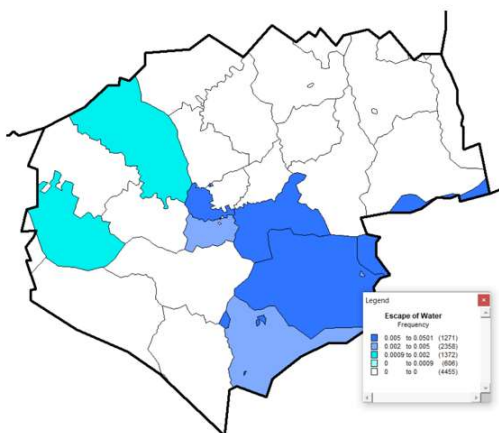 Legend
Escape of Water
Frequency
0.005 to 0.0501 (1271)
0.002 to 0.005 (2358)
0.0009 to 0.002 (1372)
0 to 0.0009 (606)
0 to 0 (4455)